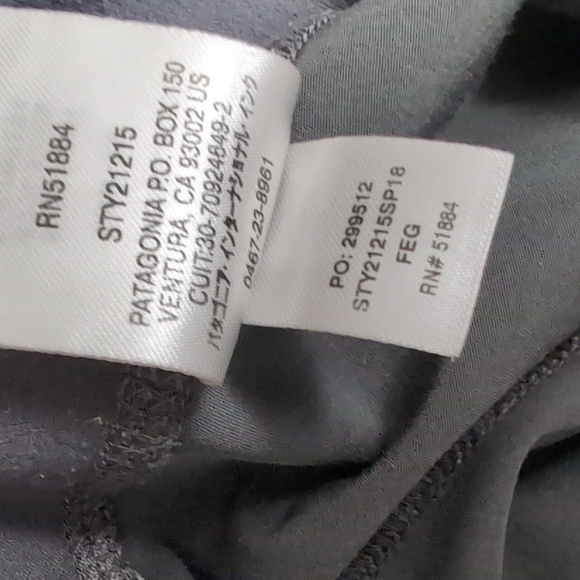 RN51884
STY21215
PATAGONIA P.O. BOX 150
VENTURA, CA 93002 US
CUIT:30-70924849-2
パタゴニア・インターナショナル・インク
0467-23-8961
PO: 299512
STY21215SP18
FEG
RN# 51884